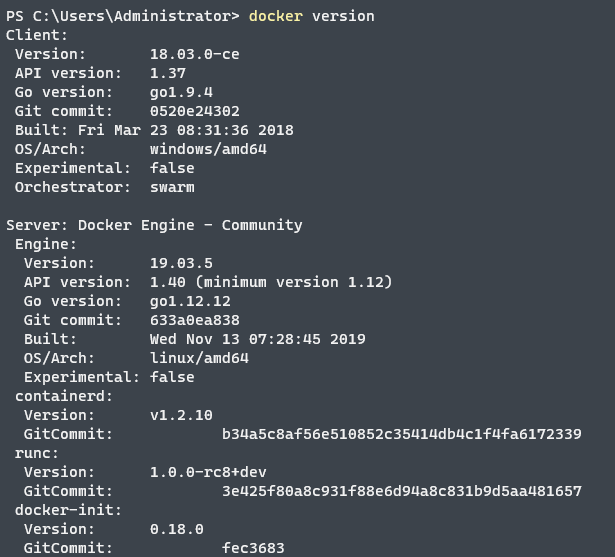 PS C:\Users\Administrator> docker version
Client:
 Version:      18.03.0-ce
 API version:  1.37
 Go version:   go1.9.4
 Git commit:   0520e24302
 Built: Fri Mar 23 08:31:36 2018
 OS/Arch:      windows/amd64
 Experimental: false
 Orchestrator: swarm

Server: Docker Engine - Community
 Engine:
  Version:      19.03.5
  API version:  1.40 (minimum version 1.12)
  Go version:   go1.12.12
  Git commit:   633a0ea838
  Built:        Wed Nov 13 07:28:45 2019
  OS/Arch:      linux/amd64
  Experimental: false
 containerd:
  Version:      v1.2.10
  GitCommit:            b34a5c8af56e510852c35414db4c1f4fa6172339
 runc:
  Version:      1.0.0-rc8+dev
  GitCommit:            3e425f80a8c931f88e6d94a8c831b9d5aa481657
 docker-init:
  Version:      0.18.0
  GitCommit:            fec3683